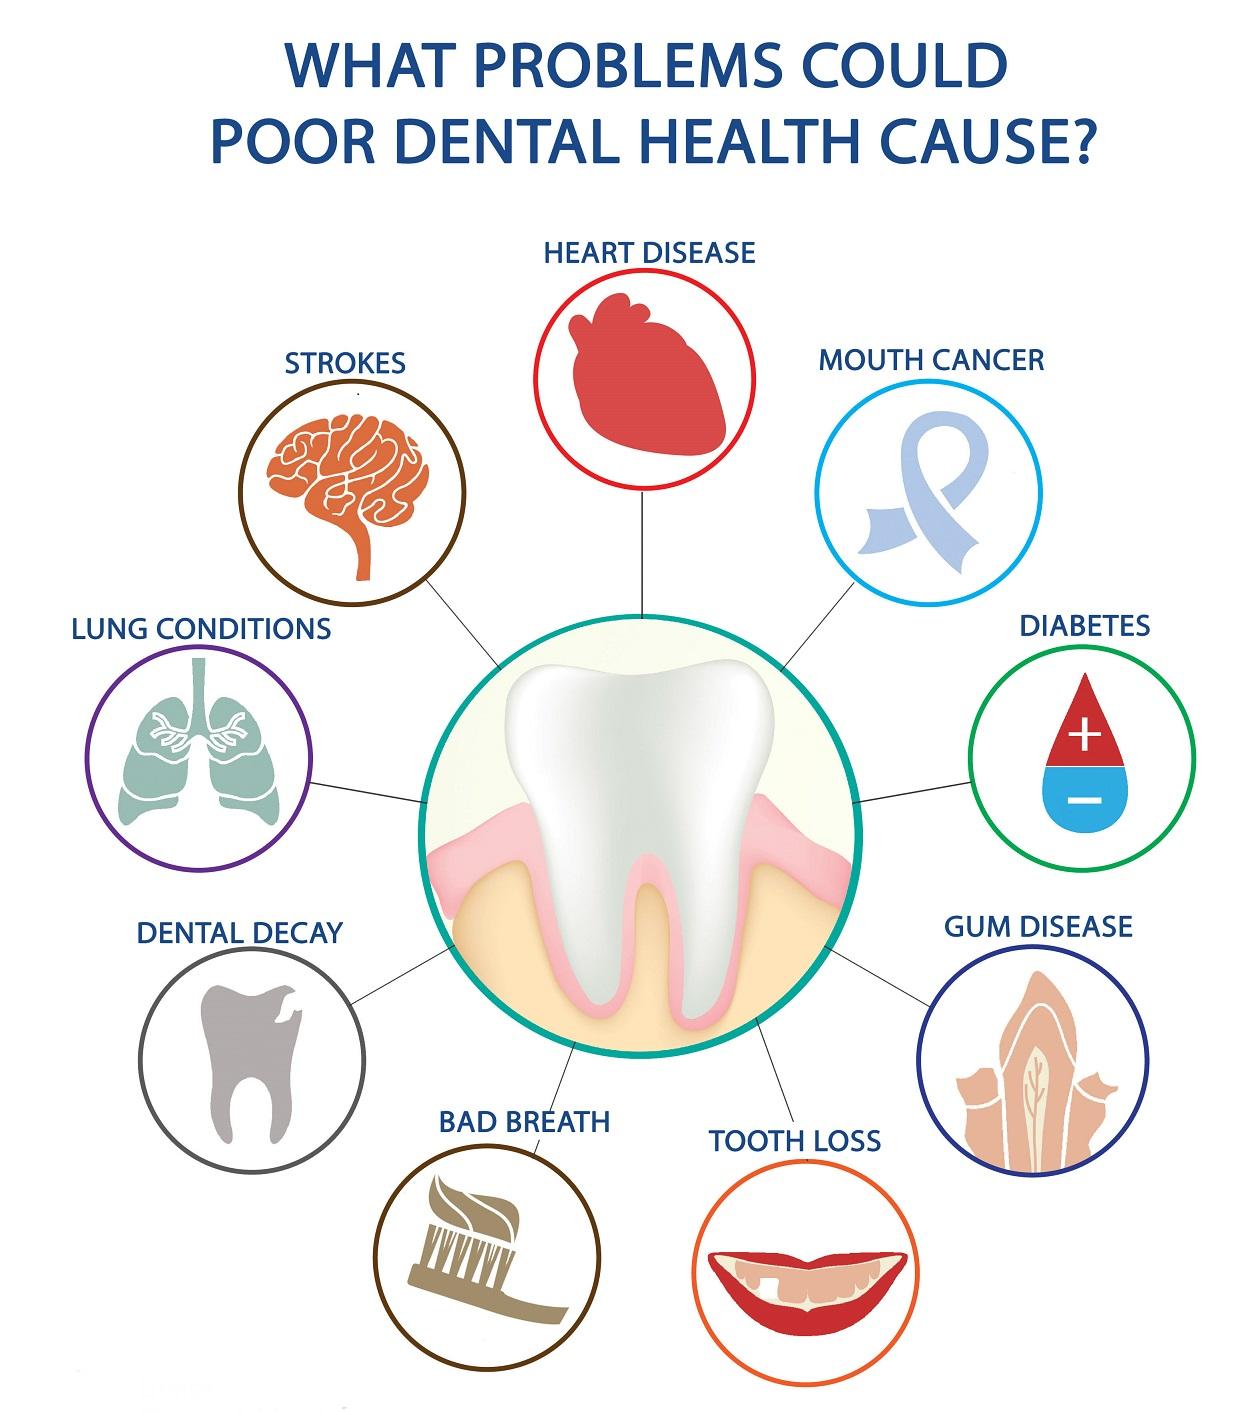 WHAT PROBLEMS COULD
POOR DENTAL HEALTH CAUSE?
HEART DISEASE
STROKES
MOUTH CANCER
LUNG CONDITIONS
DIABETES
DENTAL DECAY
GUM DISEASE
BAD BREATH
TOOTH LOSS
+
−